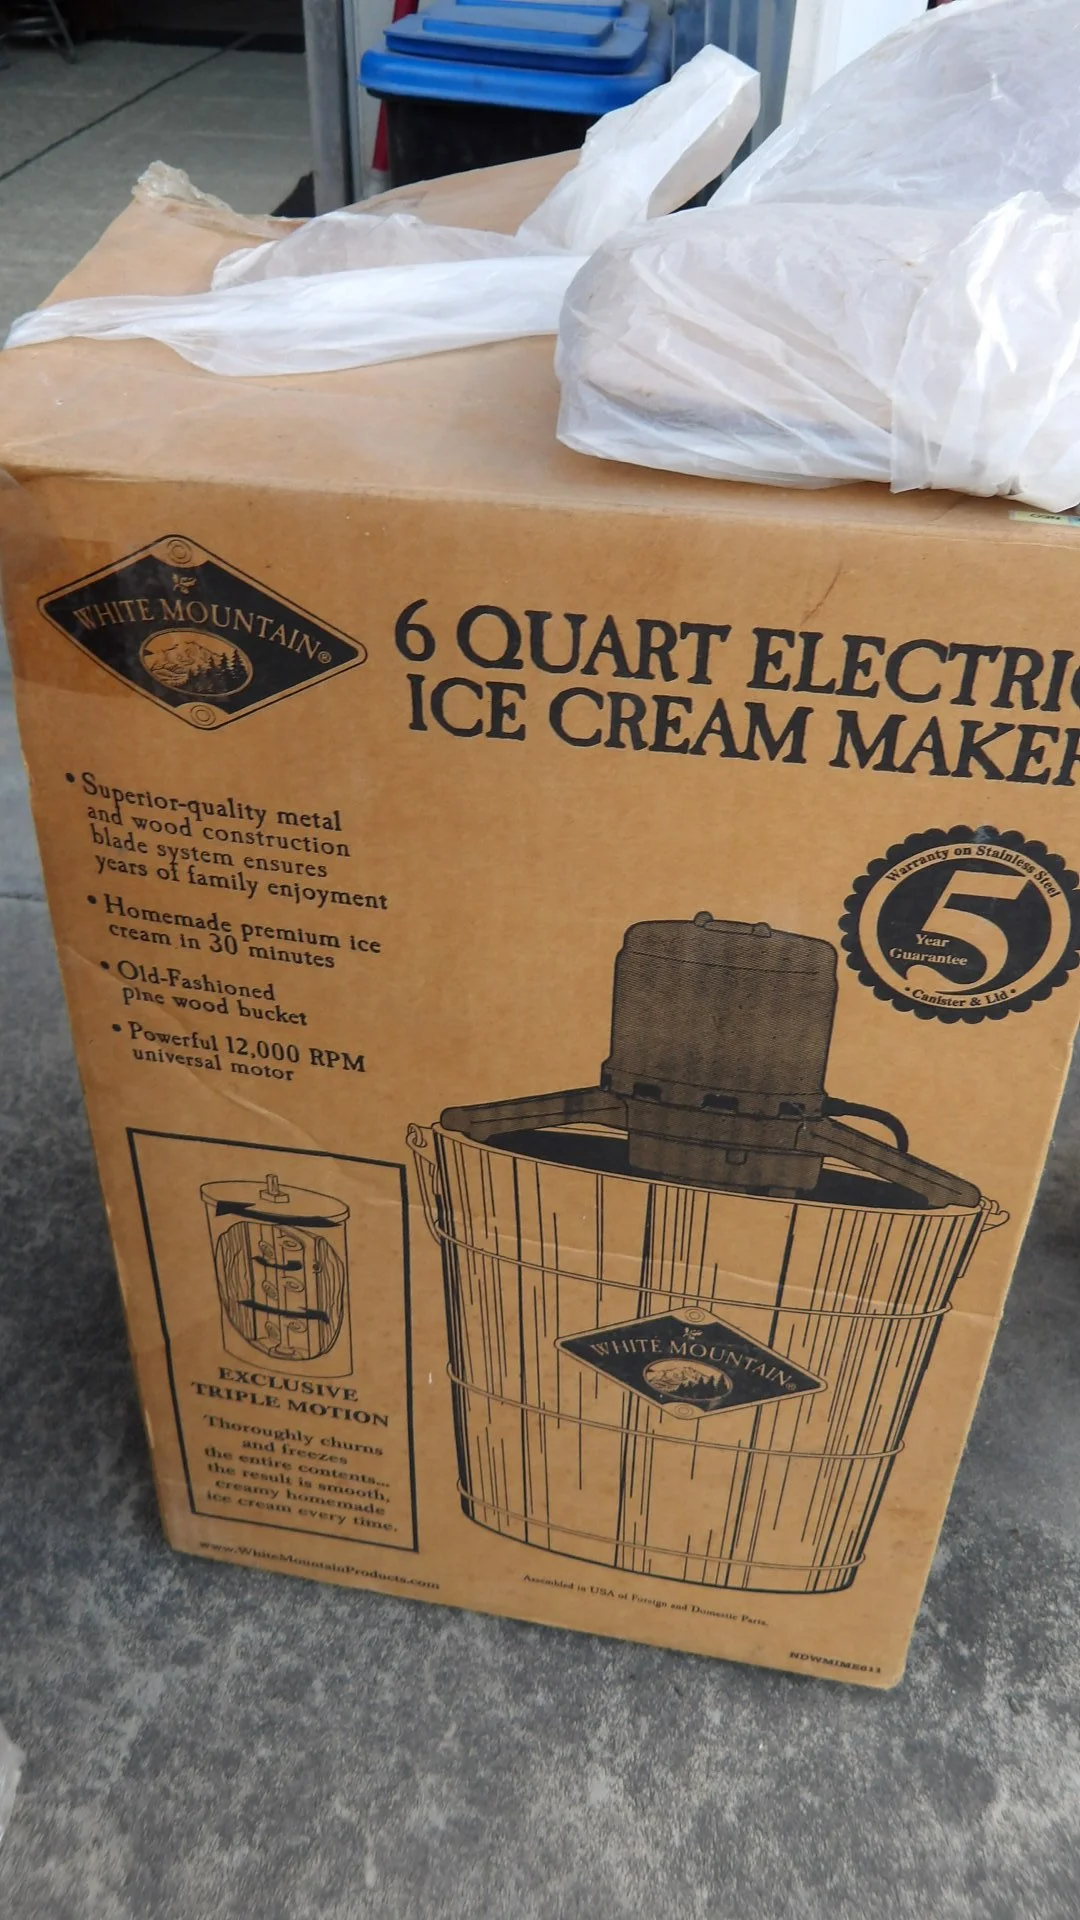 WHITE MOUNTAIN®
6 QUART ELECTRIC
ICE CREAM MAKER
• Superior-quality metal
and wood construction
blade system ensures
years of family enjoyment
• Homemade premium ice
cream in 30 minutes
• Old-Fashioned
pine wood bucket
• Powerful 12,000 RPM
universal motor
Warranty on Stainless Steel
5
Year
Guarantee
• Canister & Lid •
EXCLUSIVE
TRIPLE MOTION
Thoroughly churns
and freezes
the entire contents...
the result is smooth,
creamy homemade
ice cream every time.
WHITE MOUNTAIN®
www.WhiteMountainProducts.com
Assembled in USA of Foreign and Domestic Parts.